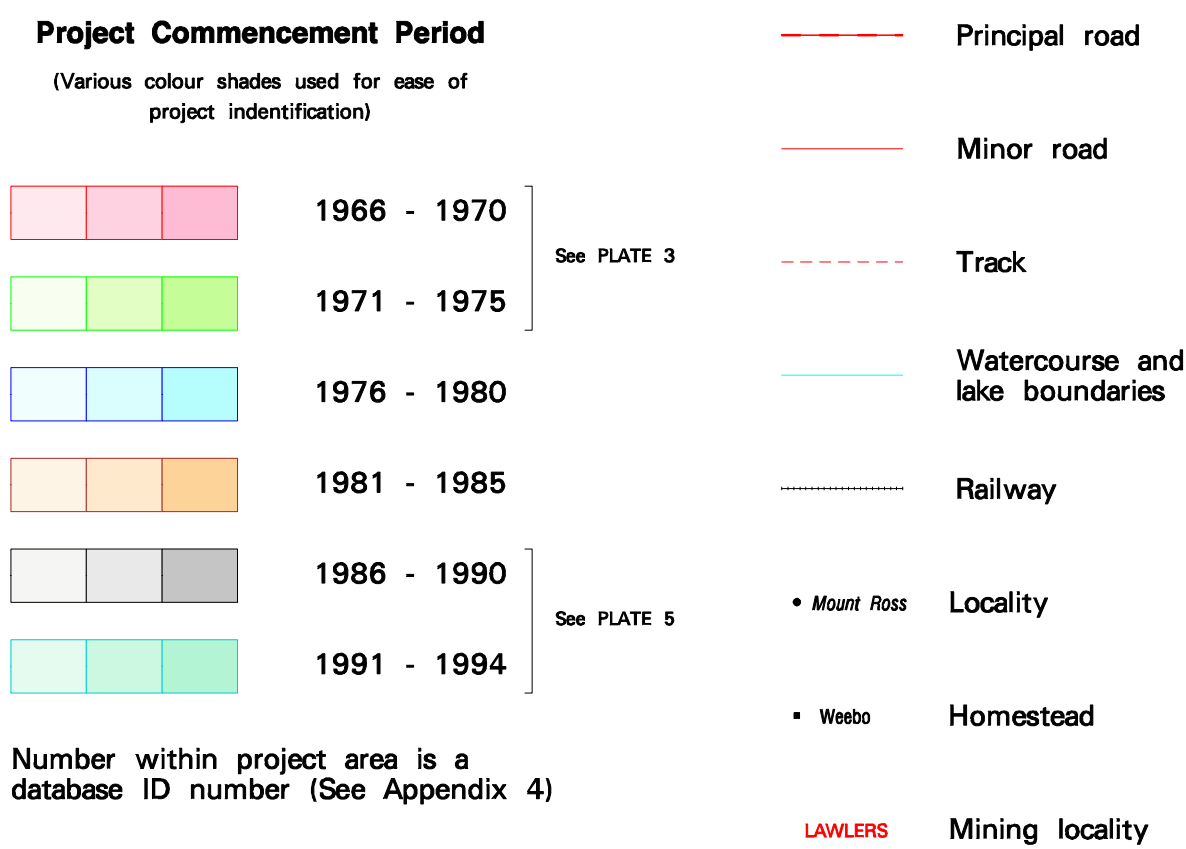 Project Commencement Period
(Various colour shades used for ease of
project indentification)
1966 - 1970
See PLATE 3
1971 - 1975
1976 - 1980
1981 - 1985
1986 - 1990
See PLATE 5
1991 - 1994
Number within project area is a
database ID number (See Appendix 4)
Principal road
Minor road
Track
Watercourse and
lake boundaries
Railway
Mount Ross Locality
Weebo Homestead
LAWLERS Mining locality